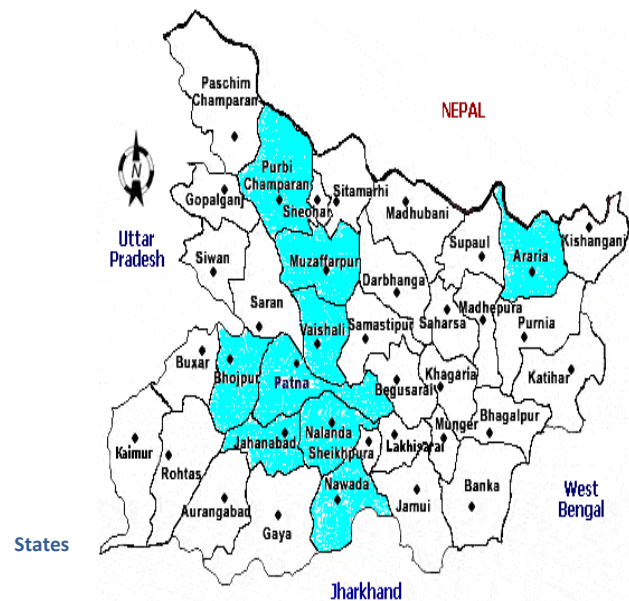 Paschim
Champaran
NEPAL
N
Purbi
Champaran
Gopalganj
Sheohar
Sitamarhi
Madhubani
Uttar
Pradesh
Siwan
Muzaffarpur
Supaul
Araria
Kishanganj
Darbhanga
Saran
Vaishali
Samastipur
Saharsa
Madhepura
Purnia
Buxar
Bhojpur
Patna
Begusarai
Khagaria
Katihar
Kaimur
Rohtas
Jahanabad
Nalanda
Sheikhpura
Lakhisarai
Munger
Bhagalpur
Nawada
Aurangabad
Gaya
Jamui
Banka
West
Bengal
States
Jharkhand